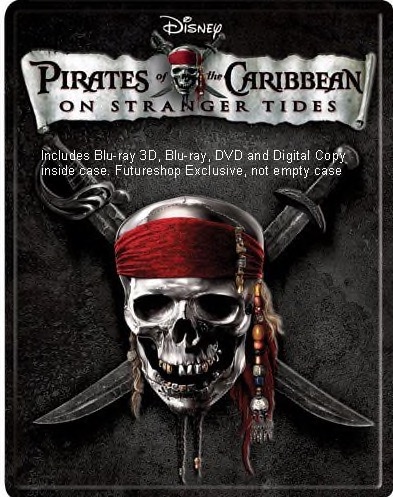 Disney
PIRATES of the CARIBBEAN
ON STRANGER TIDES
Includes Blu-ray 3D, Blu-ray, DVD and Digital Copy
inside case. Futureshop Exclusive, not empty case